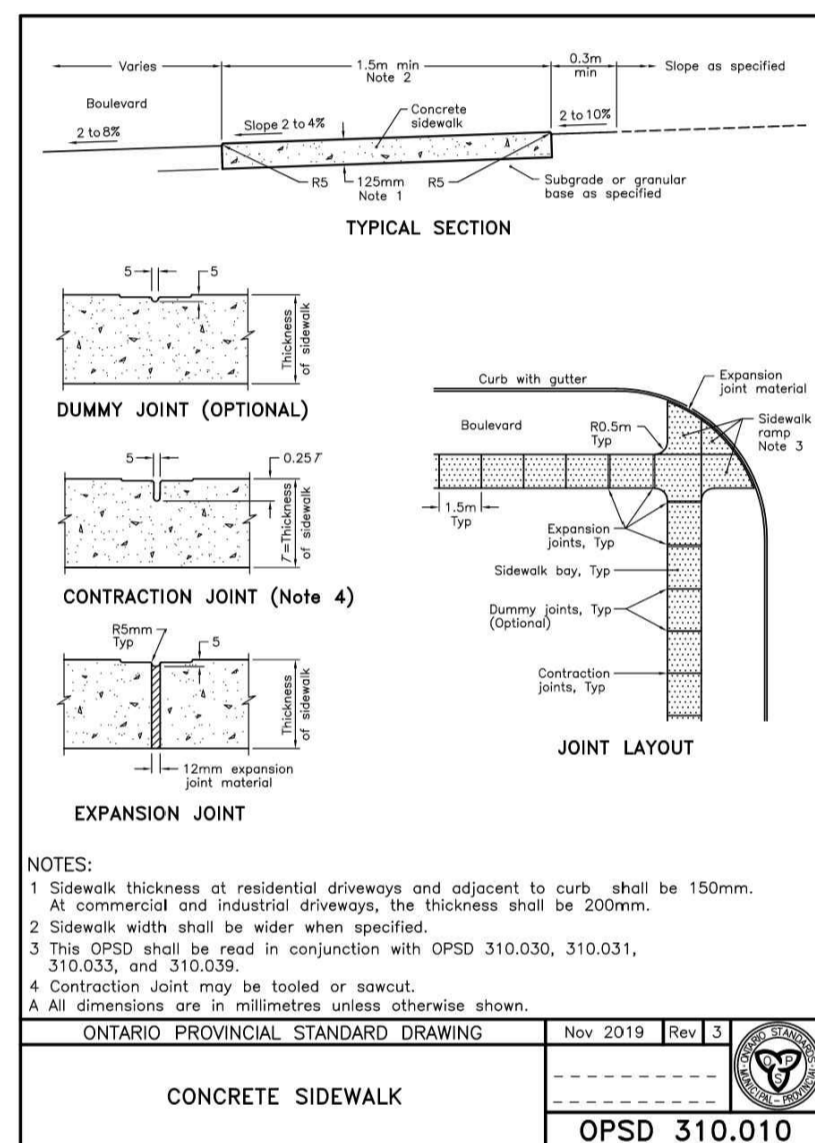 Varies
1.5m min
Note 2
0.3m
min
Slope as specified
Boulevard
2 to 8%
Slope 2 to 4%
Concrete
sidewalk
2 to 10%
R5
125mm
Note 1
R5
Subgrade or granular
base as specified
TYPICAL SECTION
5
5
Thickness
of sidewalk
DUMMY JOINT (OPTIONAL)
5
0.25T
T=Thickness
of sidewalk
CONTRACTION JOINT (Note 4)
R5mm
Typ
5
Thickness
of sidewalk
12mm expansion
joint material
EXPANSION JOINT
Curb with gutter
Expansion
joint material
Boulevard
R0.5m
Typ
Sidewalk
ramp
Note 3
1.5m
Typ
Expansion
joints, Typ
Sidewalk bay, Typ
Dummy joints, Typ
(Optional)
Contraction
joints, Typ
JOINT LAYOUT
NOTES:
1 Sidewalk thickness at residential driveways and adjacent to curb shall be 150mm.
At commercial and industrial driveways, the thickness shall be 200mm.
2 Sidewalk width shall be wider when specified.
3 This OPSD shall be read in conjunction with OPSD 310.030, 310.031,
310.033, and 310.039.
4 Contraction Joint may be tooled or sawcut.
A All dimensions are in millimetres unless otherwise shown.
ONTARIO PROVINCIAL STANDARD DRAWING
Nov 2019
Rev
3
CONCRETE SIDEWALK
ONTARIO STANDARDS
MUNICIPAL-PROVINCIAL
O P
S
OPSD 310.010